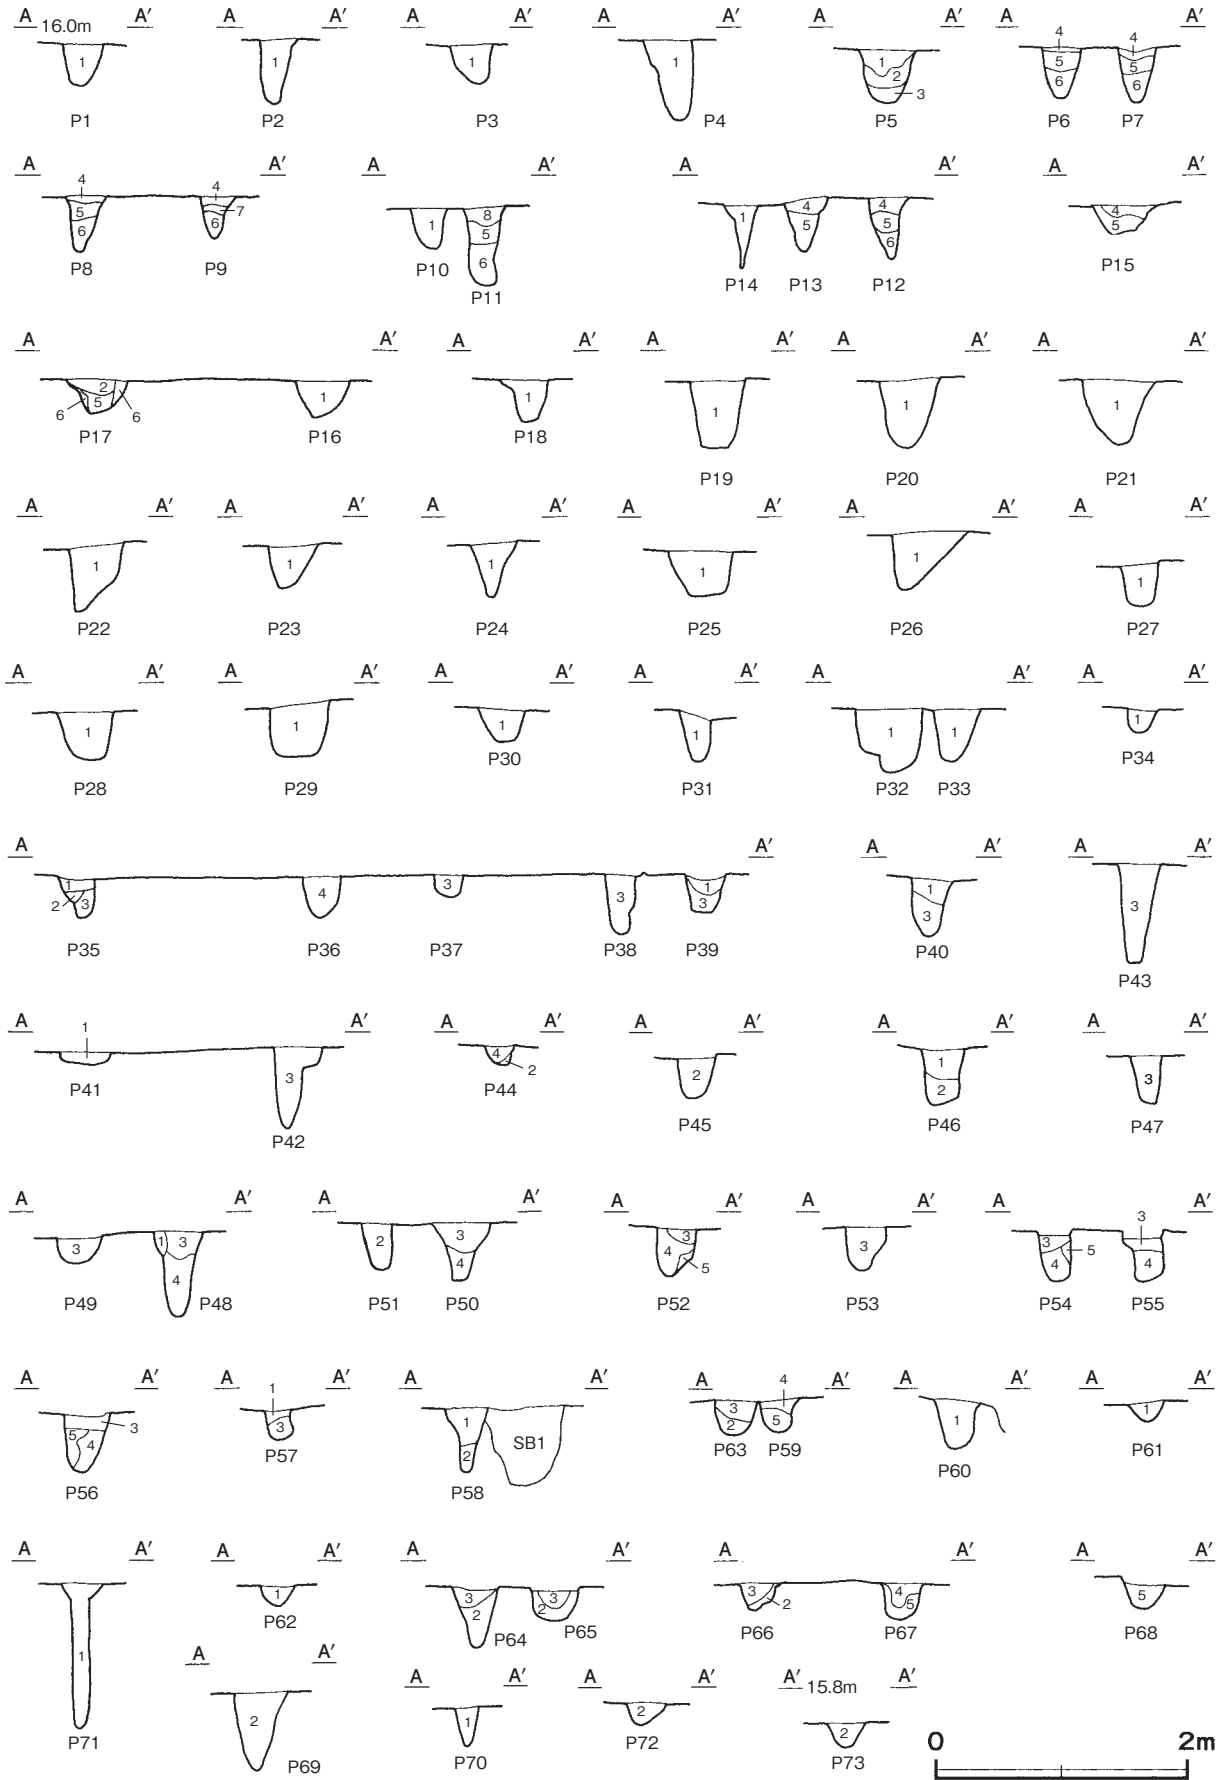 A 16.0m A′ A A′ A A′ A A′ A A′ A A′
1 1 1 1 1 2 3 4 5 6 4 5 6
P1 P2 P3 P4 P5 P6 P7
A A′ A A′ A A′ A A′
4 5 6 4 7 6 1 8 5 6 1 4 5 4 5 6 4 5
P8 P9 P10 P11 P14 P13 P12 P15
A A′ A A′ A A′ A A′ A A′
2 5 6 6 1 1 1 1 1
P17 P16 P18 P19 P20 P21
A A′ A A′ A A′ A A′ A A′ A A′
1 1 1 1 1 1
P22 P23 P24 P25 P26 P27
A A′ A A′ A A′ A A′ A A′ A A′
1 1 1 1 1 1 1
P28 P29 P30 P31 P32 P33 P34
A A′ A A′ A A′
1 2 3 4 3 3 1 3 1 3 3
P35 P36 P37 P38 P39 P40 P43
A A′ A A′ A A′ A A′ A A′
1 3 4 2 2 1 2 3
P41 P42 P44 P45 P46 P47
A A′ A A′ A A′ A A′ A A′
3 1 3 4 2 3 4 3 4 5 3 3 4 5 3 4
P49 P48 P51 P50 P52 P53 P54 P55
A A′ A A′ A A′ A A′ A A′ A A′
3 5 4 1 3 1 2 SB1 3 2 4 5 1 1
P56 P57 P58 P63 P59 P60 P61
A A′ A A′ A A′ A A′ A A′
1 1 3 2 3 2 3 2 4 5 5
P71 P62 P64 P65 P66 P67 P68
A A′ A A′ A A′ A′ 15.8m A′
2 1 2 2
P69 P70 P72 P73
0 2m